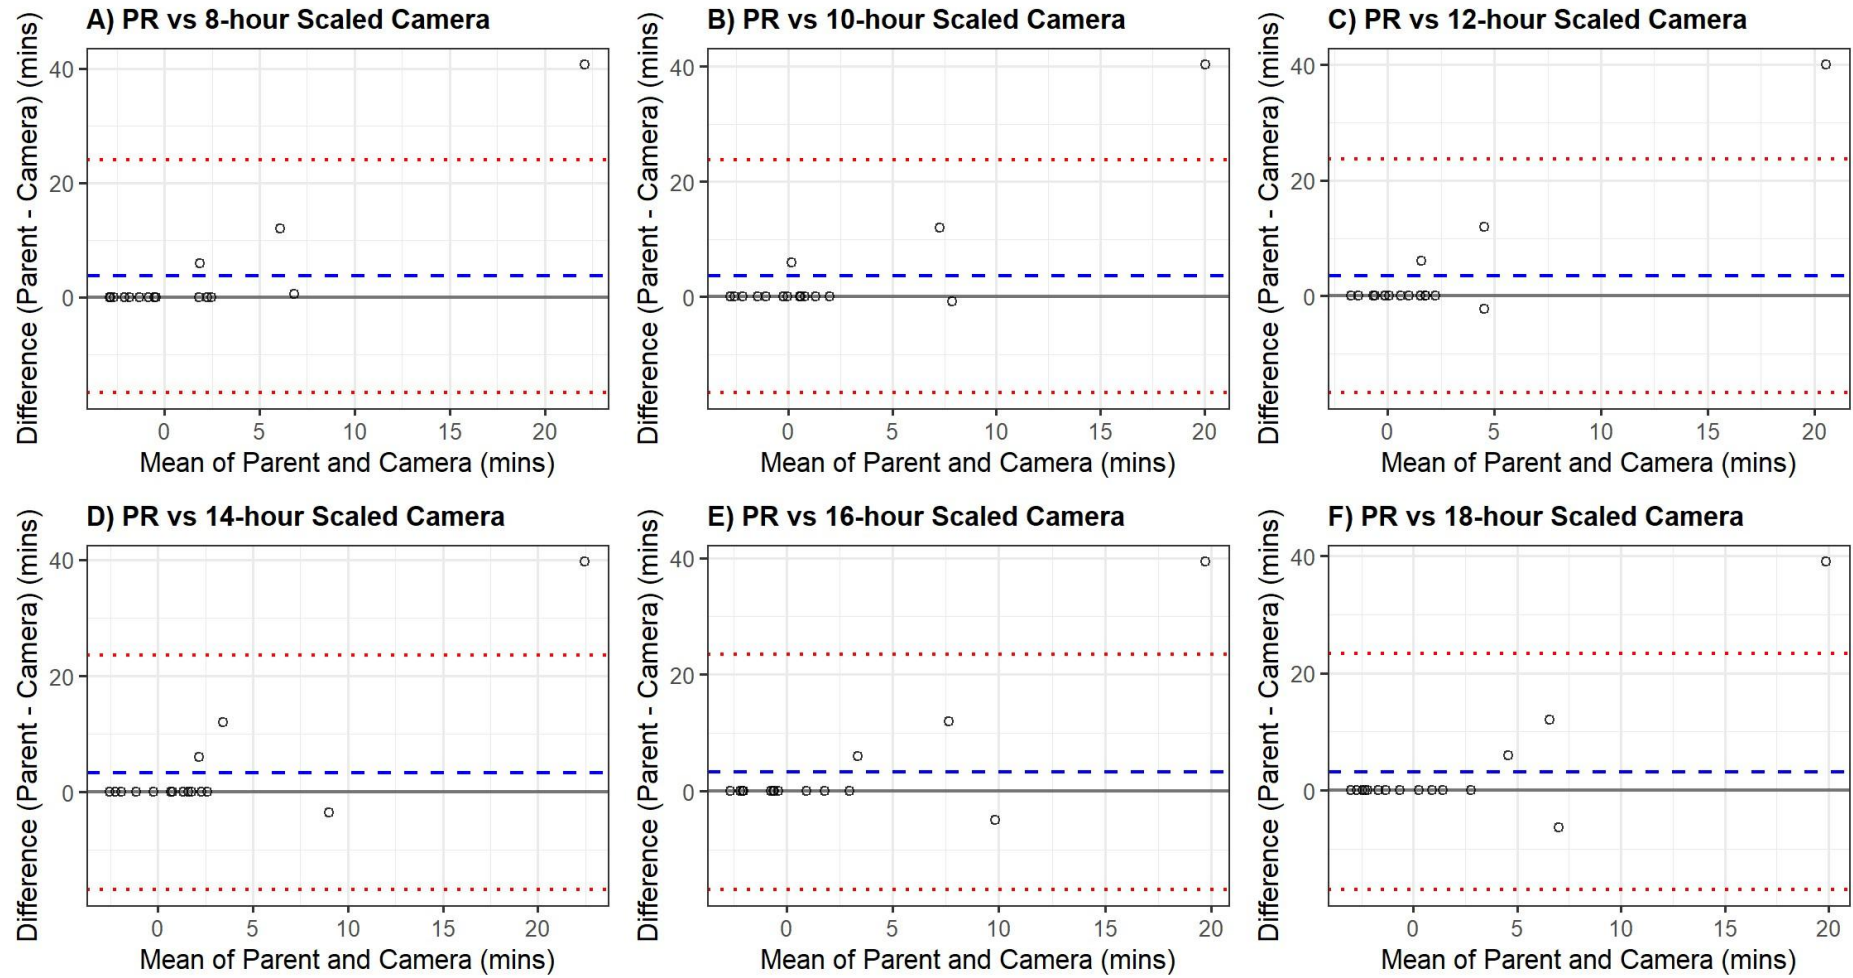 A) PR vs 8-hour Scaled Camera
Difference (Parent - Camera) (mins)
40
20
0
0 5 10 15 20
Mean of Parent and Camera (mins)
B) PR vs 10-hour Scaled Camera
Difference (Parent - Camera) (mins)
40
20
0
0 5 10 15 20
Mean of Parent and Camera (mins)
C) PR vs 12-hour Scaled Camera
Difference (Parent - Camera) (mins)
40
20
0
0 5 10 15 20
Mean of Parent and Camera (mins)
D) PR vs 14-hour Scaled Camera
Difference (Parent - Camera) (mins)
40
20
0
0 5 10 15 20
Mean of Parent and Camera (mins)
E) PR vs 16-hour Scaled Camera
Difference (Parent - Camera) (mins)
40
20
0
0 5 10 15 20
Mean of Parent and Camera (mins)
F) PR vs 18-hour Scaled Camera
Difference (Parent - Camera) (mins)
40
20
0
0 5 10 15 20
Mean of Parent and Camera (mins)